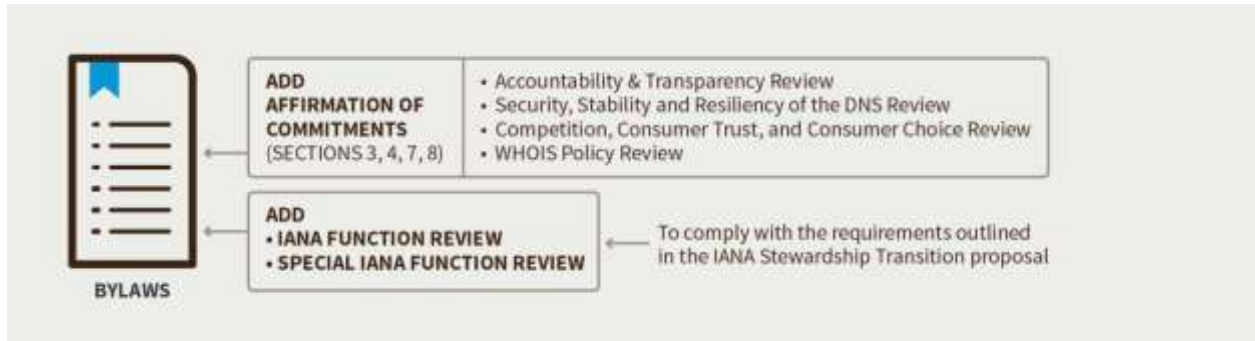 ADD
AFFIRMATION OF
COMMITMENTS
(SECTIONS 3, 4, 7, 8)
• Accountability & Transparency Review
• Security, Stability and Resiliency of the DNS Review
• Competition, Consumer Trust, and Consumer Choice Review
• WHOIS Policy Review
ADD
• IANA FUNCTION REVIEW
• SPECIAL IANA FUNCTION REVIEW
To comply with the requirements outlined
in the IANA Stewardship Transition proposal
BYLAWS